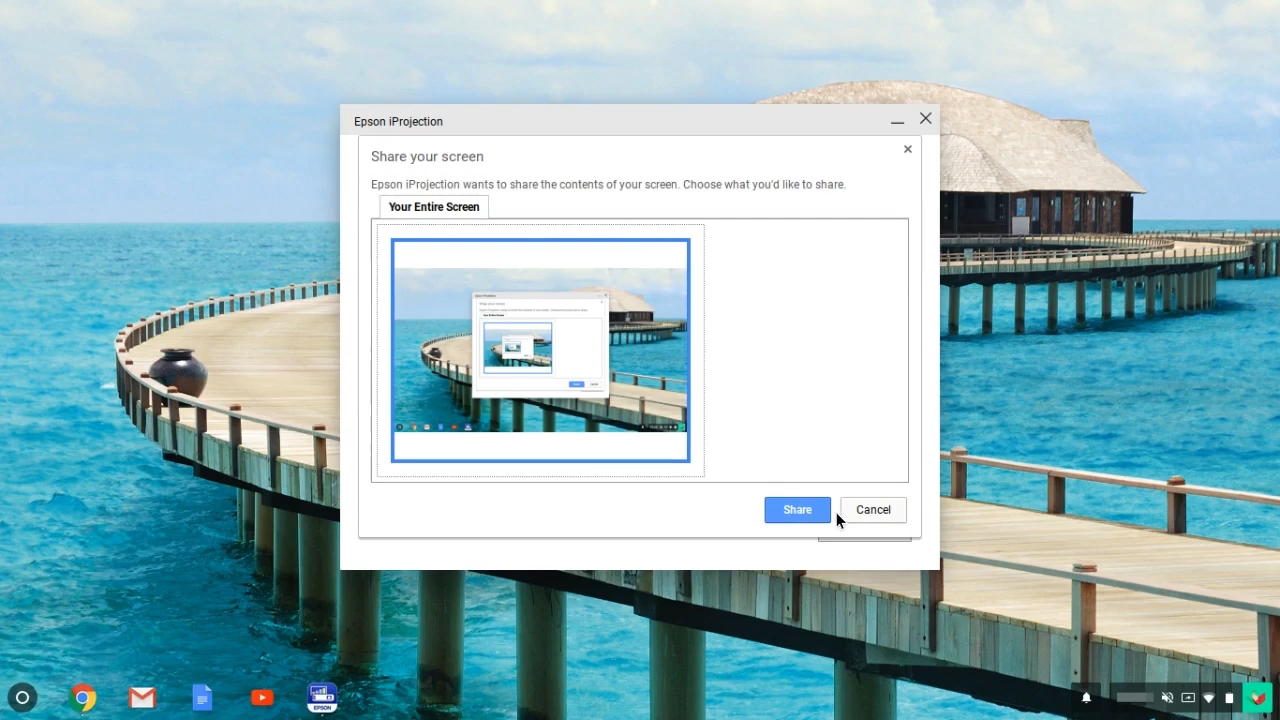 Epson iProjection
Share your screen
Epson iProjection wants to share the contents of your screen. Choose what you'd like to share.
Your Entire Screen
Share
Cancel
EPSON